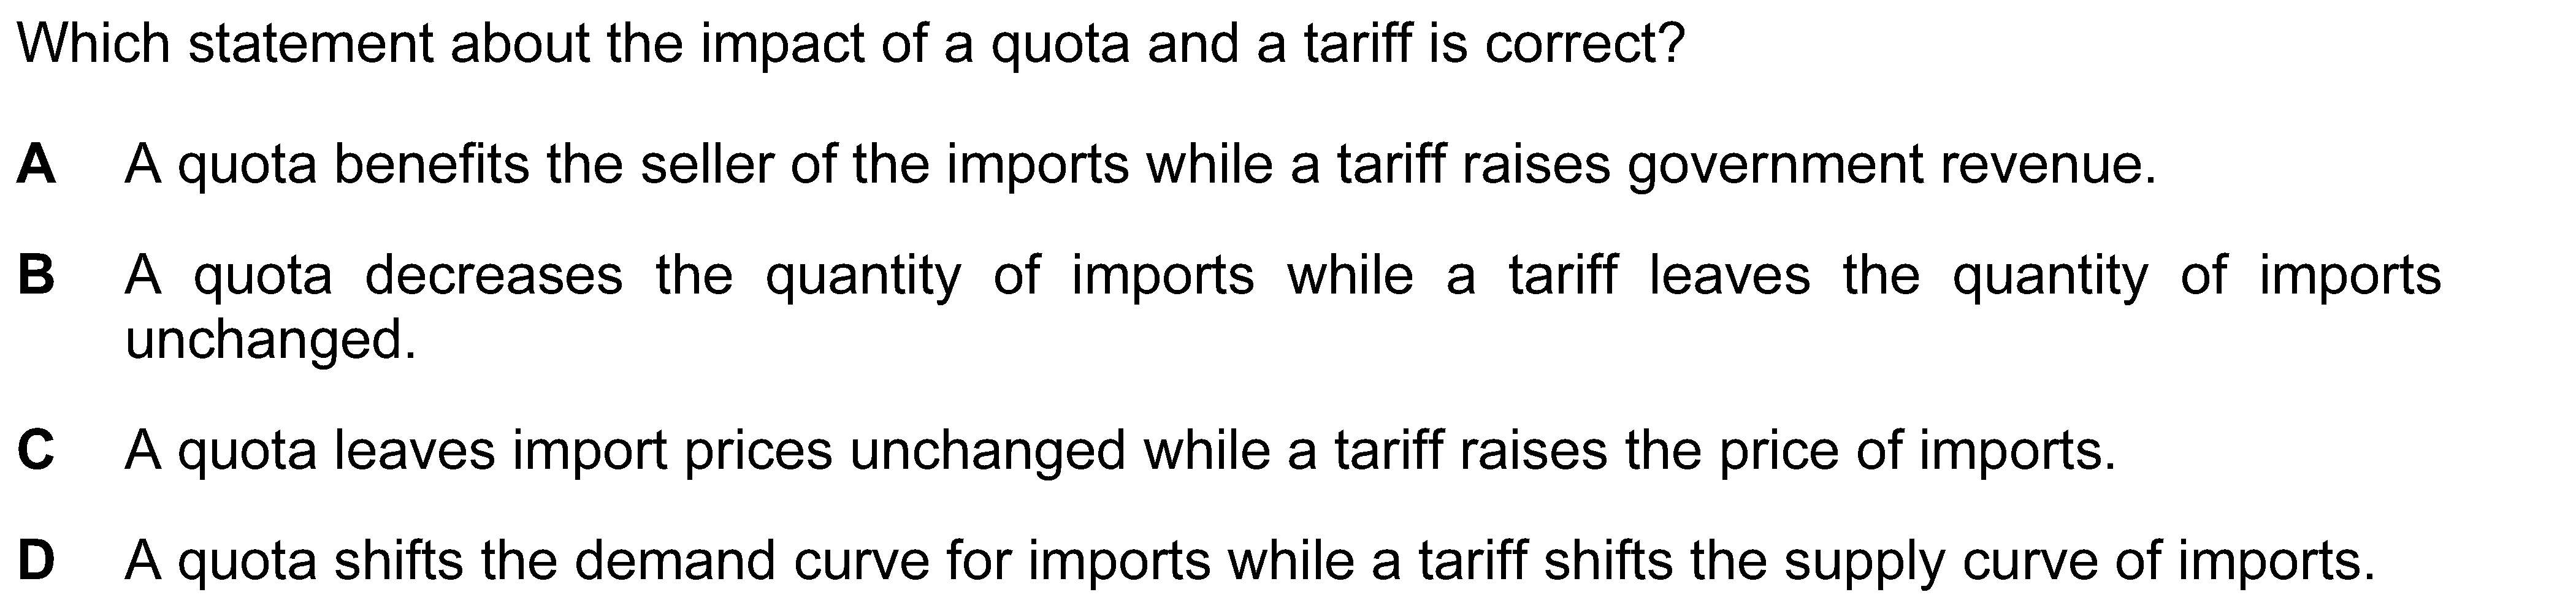 Which statement about the impact of a quota and a tariff is correct?
A A quota benefits the seller of the imports while a tariff raises government revenue.
B A quota decreases the quantity of imports while a tariff leaves the quantity of imports
unchanged.
C A quota leaves import prices unchanged while a tariff raises the price of imports.
D A quota shifts the demand curve for imports while a tariff shifts the supply curve of imports.